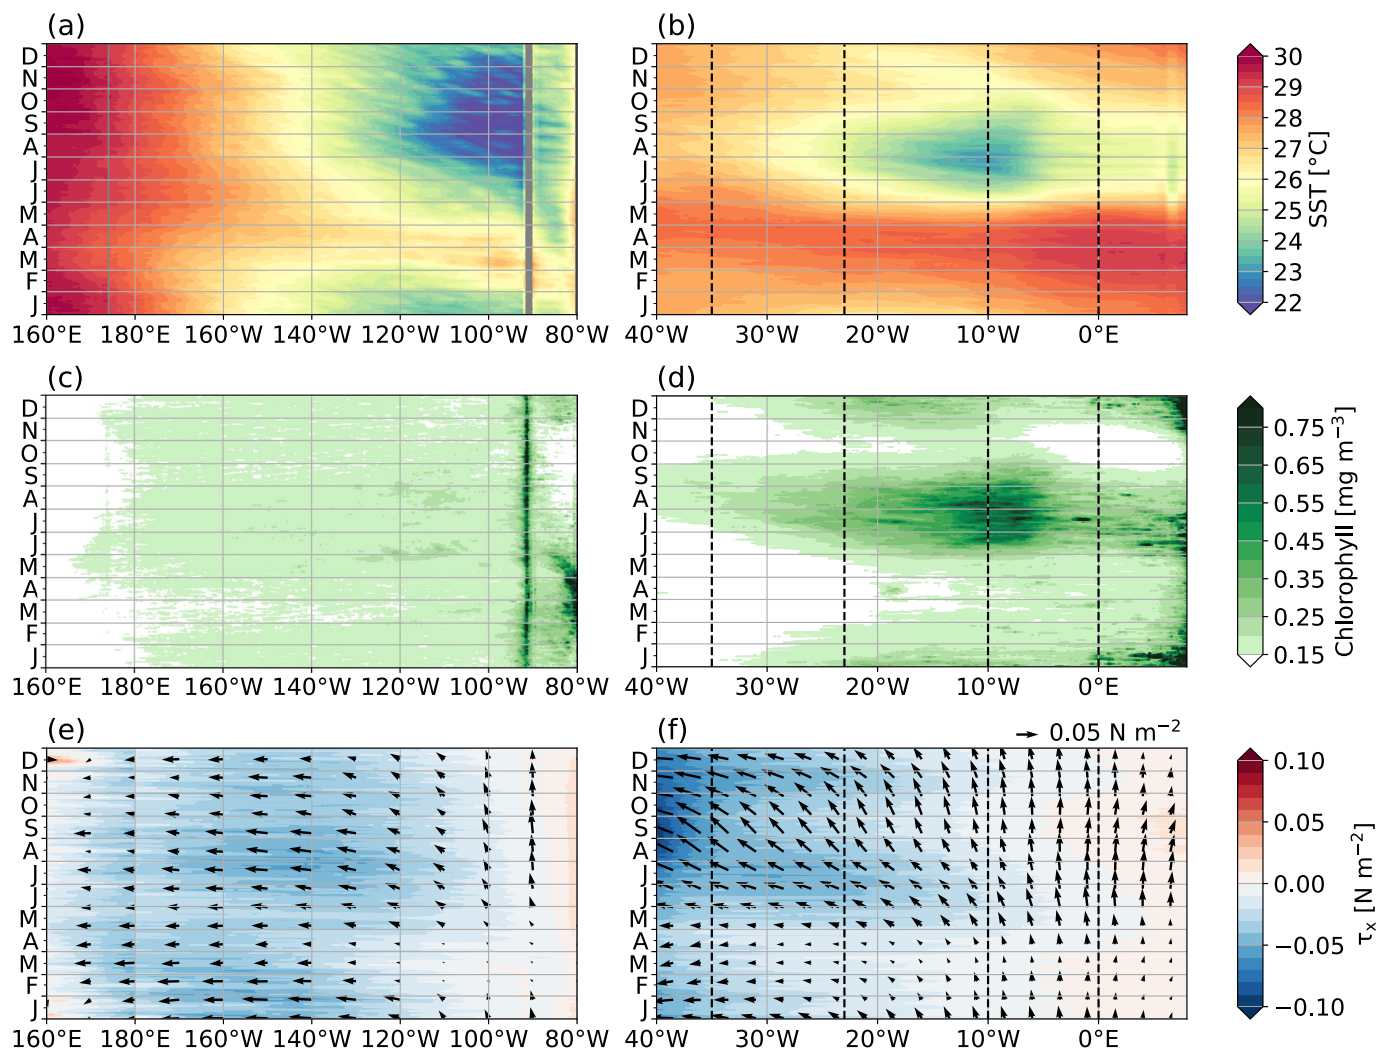 (a)
D
N
O
S
A
J
J
M
A
M
F
J
160°E 180° 160°W 140°W 120°W 100°W 80°W
(b)
D
N
O
S
A
J
J
M
A
M
F
J
40°W 30°W 20°W 10°W 0°E
30
29
28
27
26
25
24
23
22
SST [°C]
(c)
D
N
O
S
A
J
J
M
A
M
F
J
160°E 180° 160°W 140°W 120°W 100°W 80°W
(d)
D
N
O
S
A
J
J
M
A
M
F
J
40°W 30°W 20°W 10°W 0°E
0.75
0.65
0.55
0.45
0.35
0.25
0.15
Chlorophyll [mg m⁻³]
(e)
D
N
O
S
A
J
J
M
A
M
F
J
160°E 180° 160°W 140°W 120°W 100°W 80°W
(f)
0.05 N m⁻²
D
N
O
S
A
J
J
M
A
M
F
J
40°W 30°W 20°W 10°W 0°E
0.10
0.05
0.00
−0.05
−0.10
τₓ [N m⁻²]